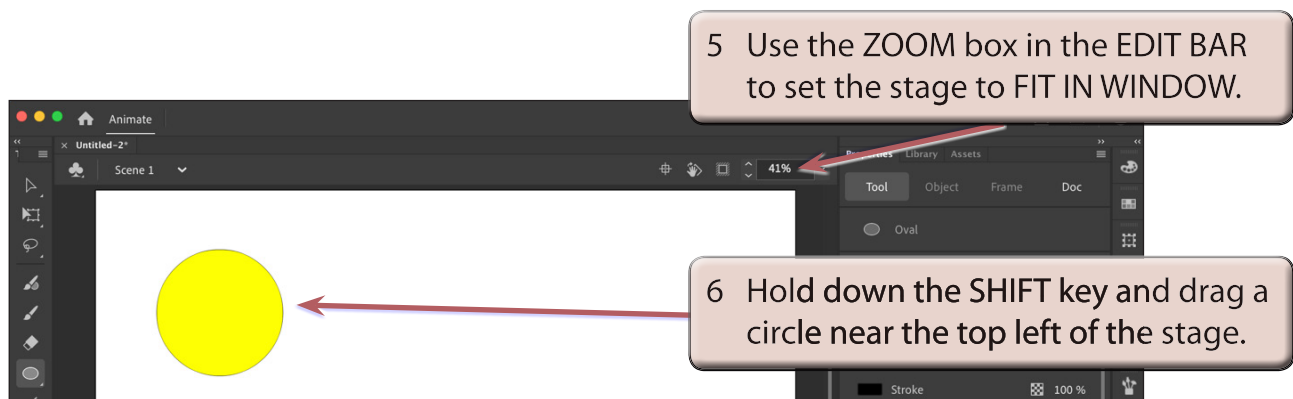 5 Use the ZOOM box in the EDIT BAR
to set the stage to FIT IN WINDOW.
Animate
× Untitled-2*
Scene 1
41%
Properties Library Assets
Tool Object Frame Doc
Oval
6 Hold down the SHIFT key and drag a
circle near the top left of the stage.
Stroke 100 %